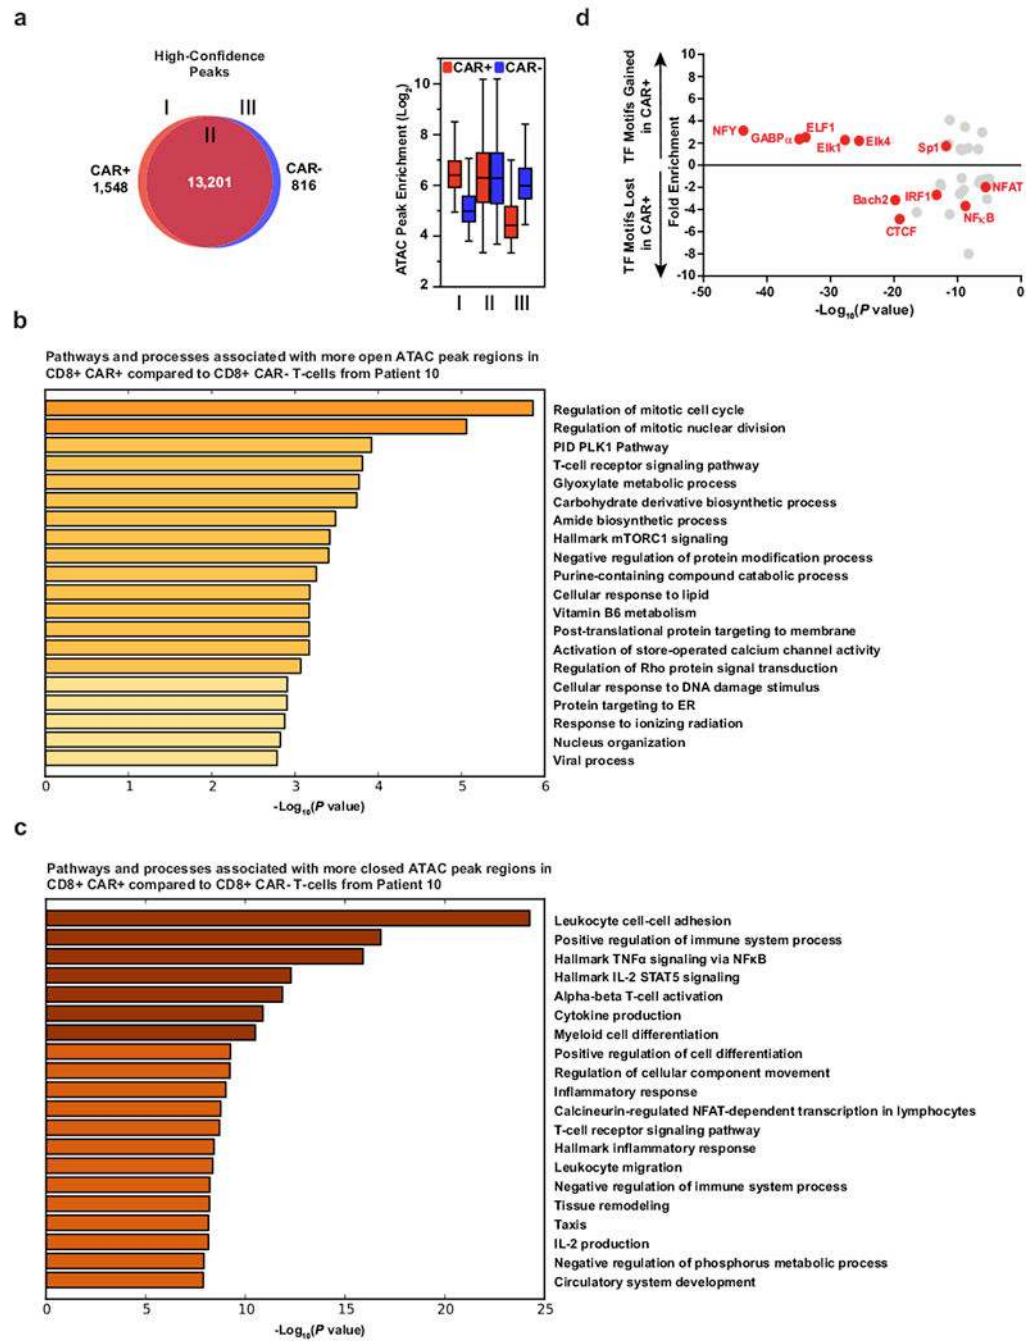 a
High-Confidence
Peaks
I
III
II
CAR+
1,548
13,201
CAR-
816
CAR+ CAR-
ATAC Peak Enrichment (Log2)
10
8
6
4
2
I II III
d
TF Motifs Gained
in CAR+
TF Motifs Lost
in CAR+
Fold Enrichment
10
8
6
4
2
0
-2
-4
-6
-8
-10
NFY
GABPα
ELF1
Elk1
Elk4
Sp1
Bach2
IRF1
NFAT
NFκB
CTCF
-50 -40 -30 -20 -10 0
-Log10(P value)
b
Pathways and processes associated with more open ATAC peak regions in
CD8+ CAR+ compared to CD8+ CAR- T-cells from Patient 10
Regulation of mitotic cell cycle
Regulation of mitotic nuclear division
PID PLK1 Pathway
T-cell receptor signaling pathway
Glyoxylate metabolic process
Carbohydrate derivative biosynthetic process
Amide biosynthetic process
Hallmark mTORC1 signaling
Negative regulation of protein modification process
Purine-containing compound catabolic process
Cellular response to lipid
Vitamin B6 metabolism
Post-translational protein targeting to membrane
Activation of store-operated calcium channel activity
Regulation of Rho protein signal transduction
Cellular response to DNA damage stimulus
Protein targeting to ER
Response to ionizing radiation
Nucleus organization
Viral process
0 1 2 3 4 5 6
-Log10(P value)
c
Pathways and processes associated with more closed ATAC peak regions in
CD8+ CAR+ compared to CD8+ CAR- T-cells from Patient 10
Leukocyte cell-cell adhesion
Positive regulation of immune system process
Hallmark TNFα signaling via NFκB
Hallmark IL-2 STAT5 signaling
Alpha-beta T-cell activation
Cytokine production
Myeloid cell differentiation
Positive regulation of cell differentiation
Regulation of cellular component movement
Inflammatory response
Calcineurin-regulated NFAT-dependent transcription in lymphocytes
T-cell receptor signaling pathway
Hallmark inflammatory response
Leukocyte migration
Negative regulation of immune system process
Tissue remodeling
Taxis
IL-2 production
Negative regulation of phosphorus metabolic process
Circulatory system development
0 5 10 15 20 25
-Log10(P value)